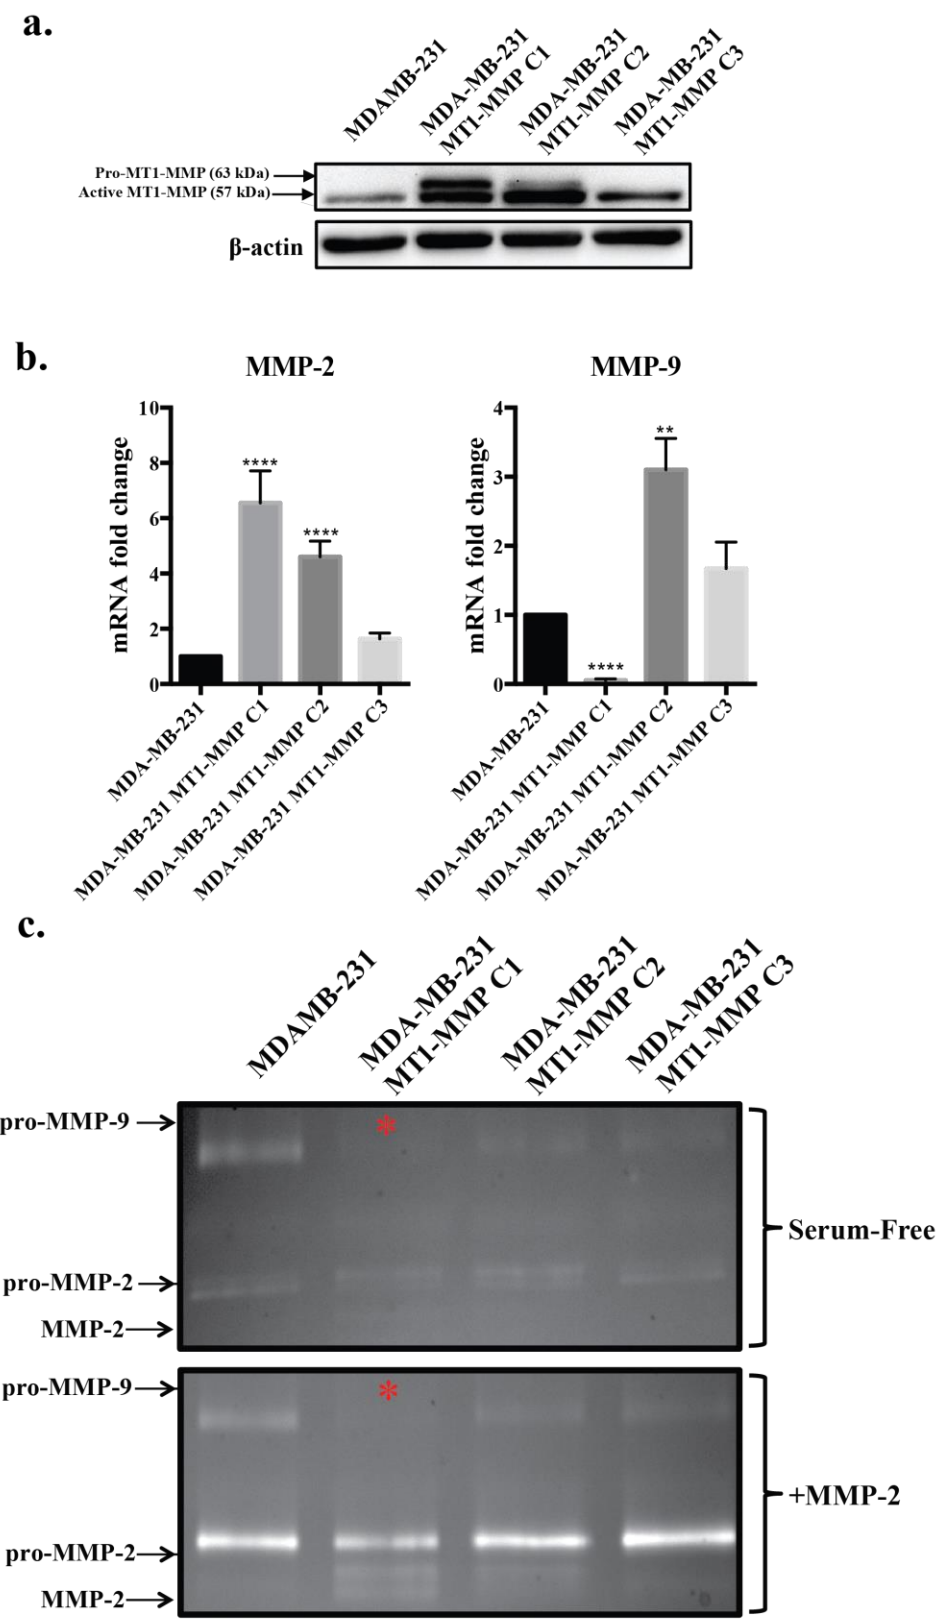 a.
MDAMB-231
MDA-MB-231
MT1-MMP C1
MDA-MB-231
MT1-MMP C2
MDA-MB-231
MT1-MMP C3
Pro-MT1-MMP (63 kDa)
Active MT1-MMP (57 kDa)
β-actin
b.
MMP-2
mRNA fold change
10
8
6
4
2
0
****
****
MDA-MB-231
MDA-MB-231 MT1-MMP C1
MDA-MB-231 MT1-MMP C2
MDA-MB-231 MT1-MMP C3
MMP-9
mRNA fold change
4
3
2
1
0
****
**
MDA-MB-231
MDA-MB-231 MT1-MMP C1
MDA-MB-231 MT1-MMP C2
MDA-MB-231 MT1-MMP C3
c.
MDAMB-231
MDA-MB-231
MT1-MMP C1
MDA-MB-231
MT1-MMP C2
MDA-MB-231
MT1-MMP C3
pro-MMP-9
*
pro-MMP-2
MMP-2
Serum-Free
pro-MMP-9
*
pro-MMP-2
MMP-2
+MMP-2